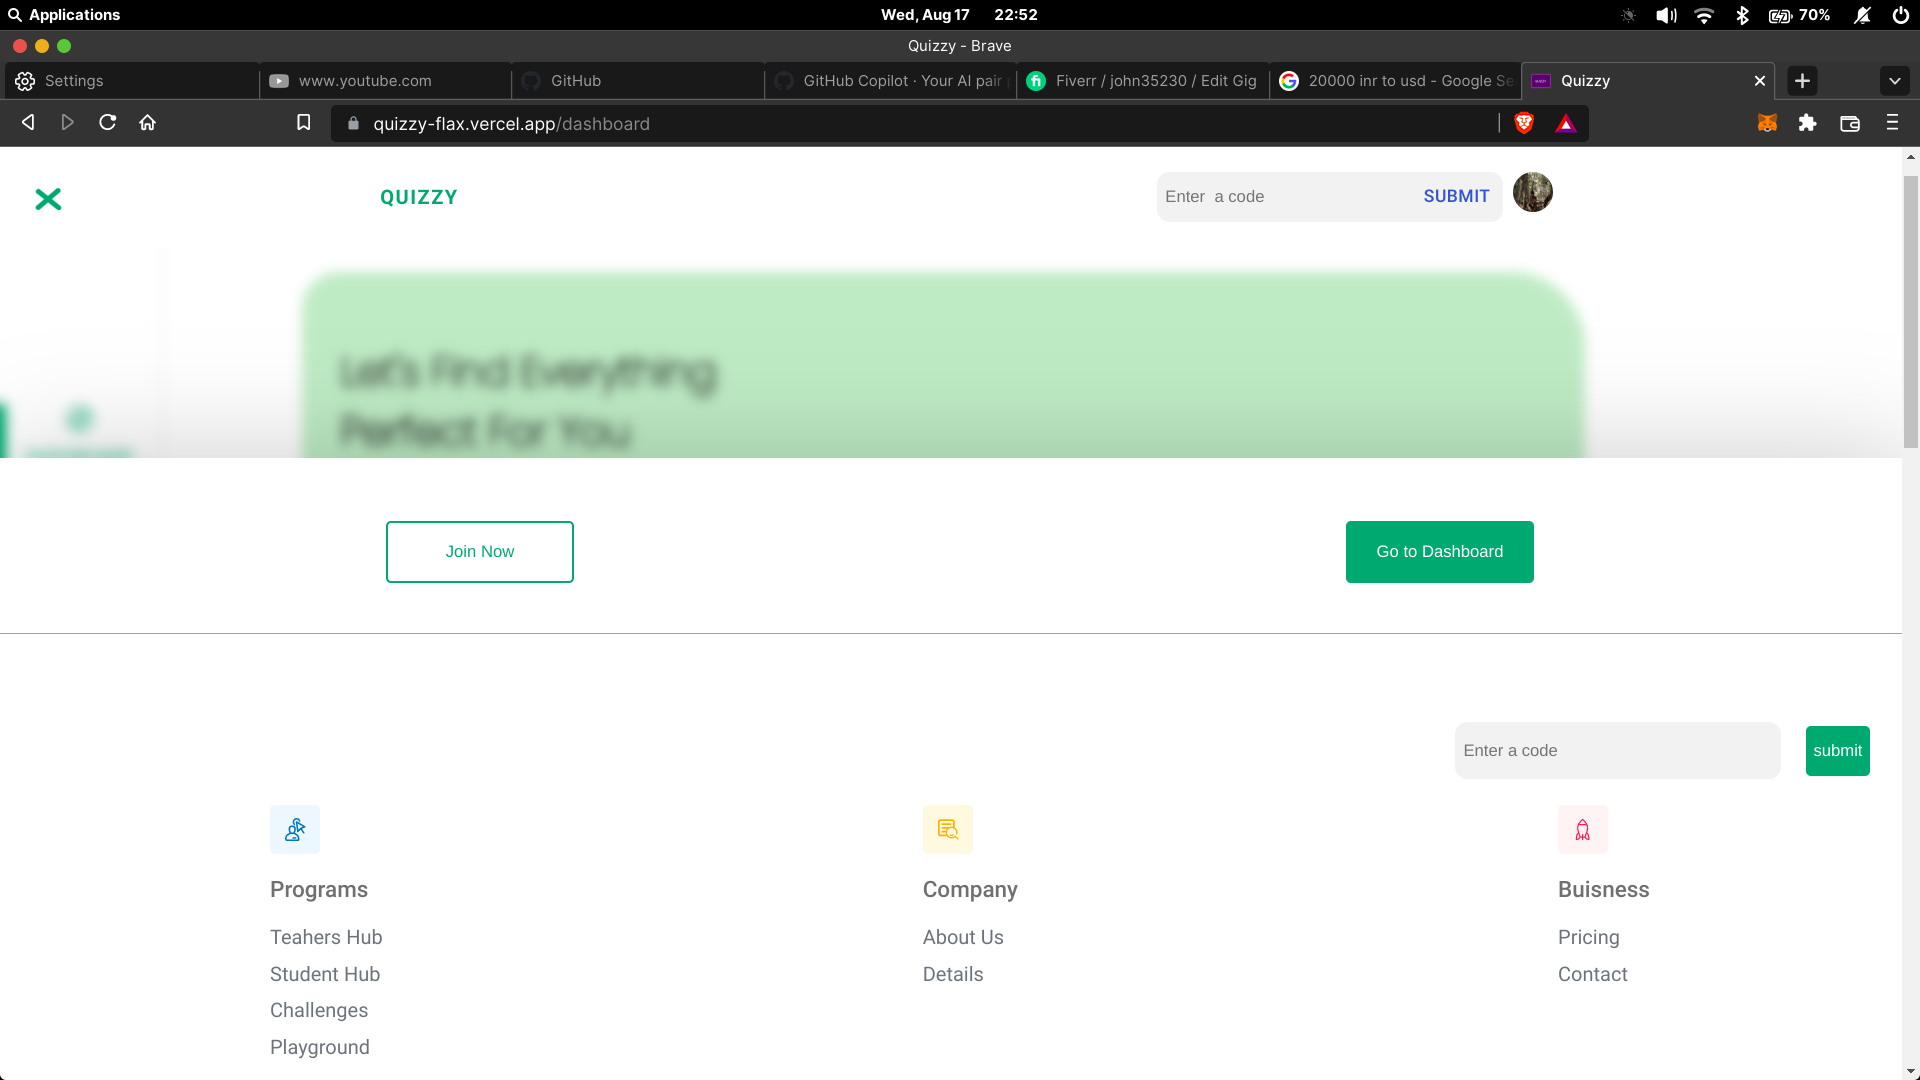 Applications
Wed, Aug 17 22:52
70%
Quizzy - Brave
Settings
www.youtube.com
GitHub
GitHub Copilot · Your AI pair
Fiverr / john35230 / Edit Gig
20000 inr to usd - Google Se
Quizzy
quizzy-flax.vercel.app/dashboard
QUIZZY
Enter a code
SUBMIT
Let's Find Everything
Perfect For You
Join Now
Go to Dashboard
Enter a code
submit
Programs
Teahers Hub
Student Hub
Challenges
Playground
Company
About Us
Details
Buisness
Pricing
Contact